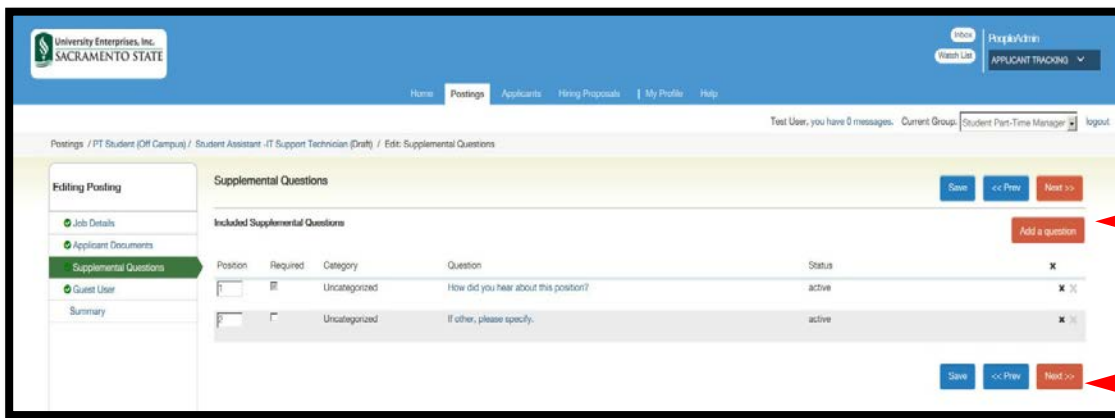 University Enterprises, Inc.
SACRAMENTO STATE
Inbox
PeopleAdmin
Watch List
APPLICANT TRACKING
Home Postings Applicants Hiring Proposals | My Profile Help
Test User, you have 0 messages. Current Group: Student Part-Time Manager logout
Postings / PT Student (Off Campus) / Student Assistant -IT Support Technician (Draft) / Edit: Supplemental Questions
Editing Posting
Job Details
Applicant Documents
Supplemental Questions
Guest User
Summary
Supplemental Questions
Save << Prev Next >>
Included Supplemental Questions
Add a question
Position Required Category Question Status x
1 Uncategorized How did you hear about this position? active x
2 Uncategorized If other, please specify. active x
Save << Prev Next >>